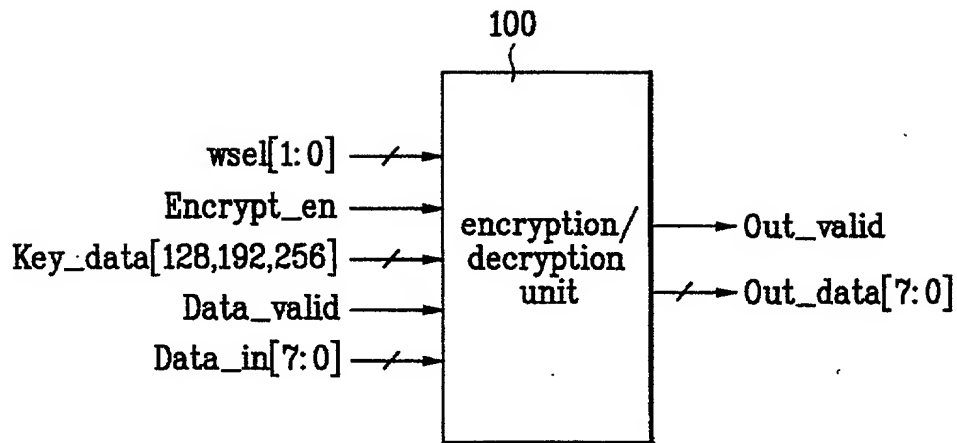 100
wsel[1:0]
Encrypt_en
Key_data[128,192,256]
Data_valid
Data_in[7:0]
encryption/
decryption
unit
Out_valid
Out_data[7:0]